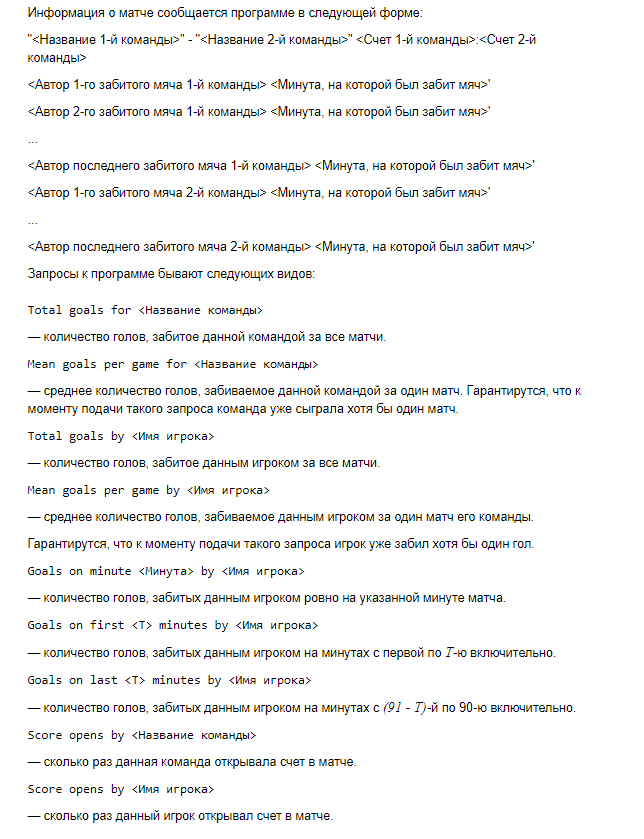 Информация о матче сообщается программе в следующей форме:
"<Название 1-й команды>" - "<Название 2-й команды>" <Счет 1-й команды>:<Счет 2-й
команды>
<Автор 1-го забитого мяча 1-й команды> <Минута, на которой был забит мяч>'
<Автор 2-го забитого мяча 1-й команды> <Минута, на которой был забит мяч>'
...
<Автор последнего забитого мяча 1-й команды> <Минута, на которой был забит мяч>'
<Автор 1-го забитого мяча 2-й команды> <Минута, на которой был забит мяч>'
...
<Автор последнего забитого мяча 2-й команды> <Минута, на которой был забит мяч>'
Запросы к программе бывают следующих видов:
Total goals for <Название команды>
— количество голов, забитое данной командой за все матчи.
Mean goals per game for <Название команды>
— среднее количество голов, забиваемое данной командой за один матч. Гарантирутся, что к
моменту подачи такого запроса команда уже сыграла хотя бы один матч.
Total goals by <Имя игрока>
— количество голов, забитое данным игроком за все матчи.
Mean goals per game by <Имя игрока>
— среднее количество голов, забиваемое данным игроком за один матч его команды.
Гарантирутся, что к моменту подачи такого запроса игрок уже забил хотя бы один гол.
Goals on minute <Минута> by <Имя игрока>
— количество голов, забитых данным игроком ровно на указанной минуте матча.
Goals on first <T> minutes by <Имя игрока>
— количество голов, забитых данным игроком на минутах с первой по T-ю включительно.
Goals on last <T> minutes by <Имя игрока>
— количество голов, забитых данным игроком на минутах с (91 - T)-й по 90-ю включительно.
Score opens by <Название команды>
— сколько раз данная команда открывала счет в матче.
Score opens by <Имя игрока>
— сколько раз данный игрок открывал счет в матче.